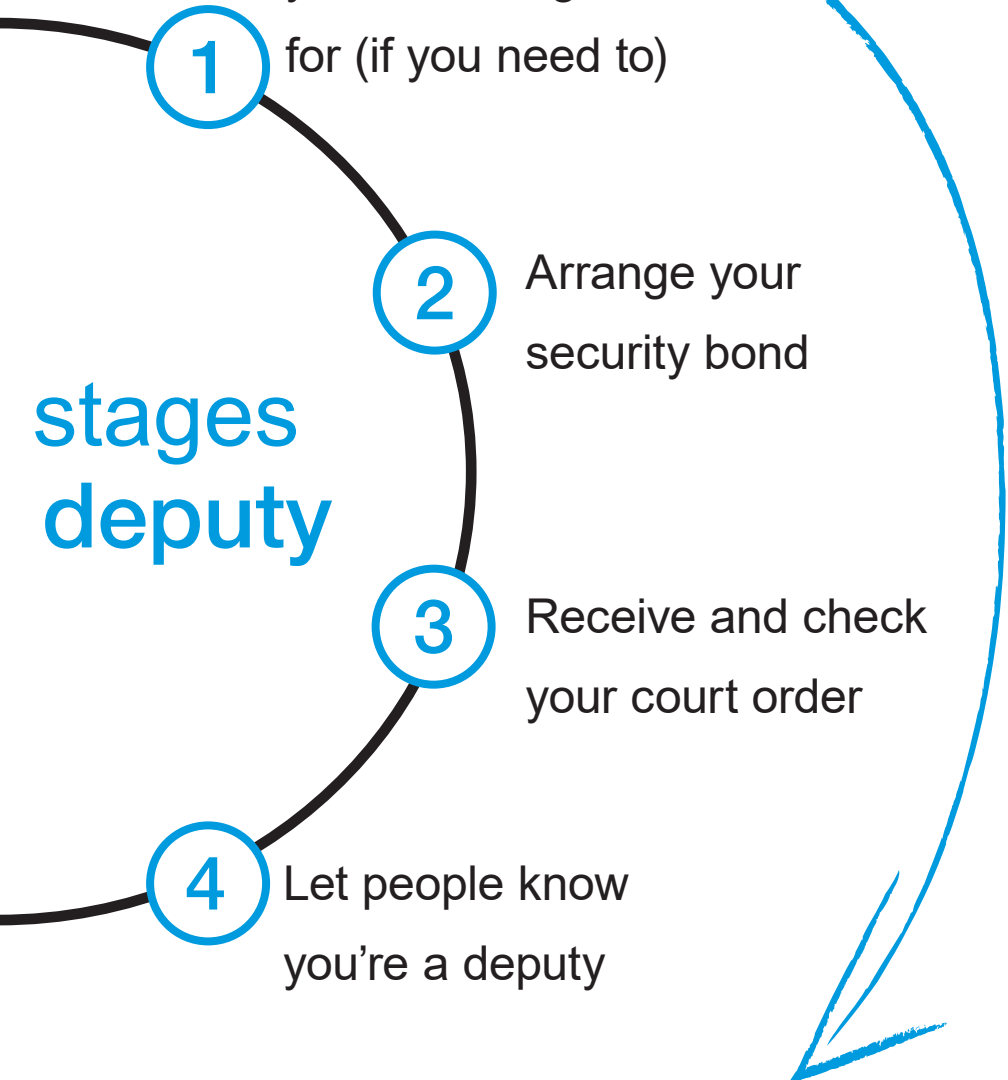 1
for (if you need to)
2
Arrange your
security bond
stages
deputy
3
Receive and check
your court order
4
Let people know
you're a deputy